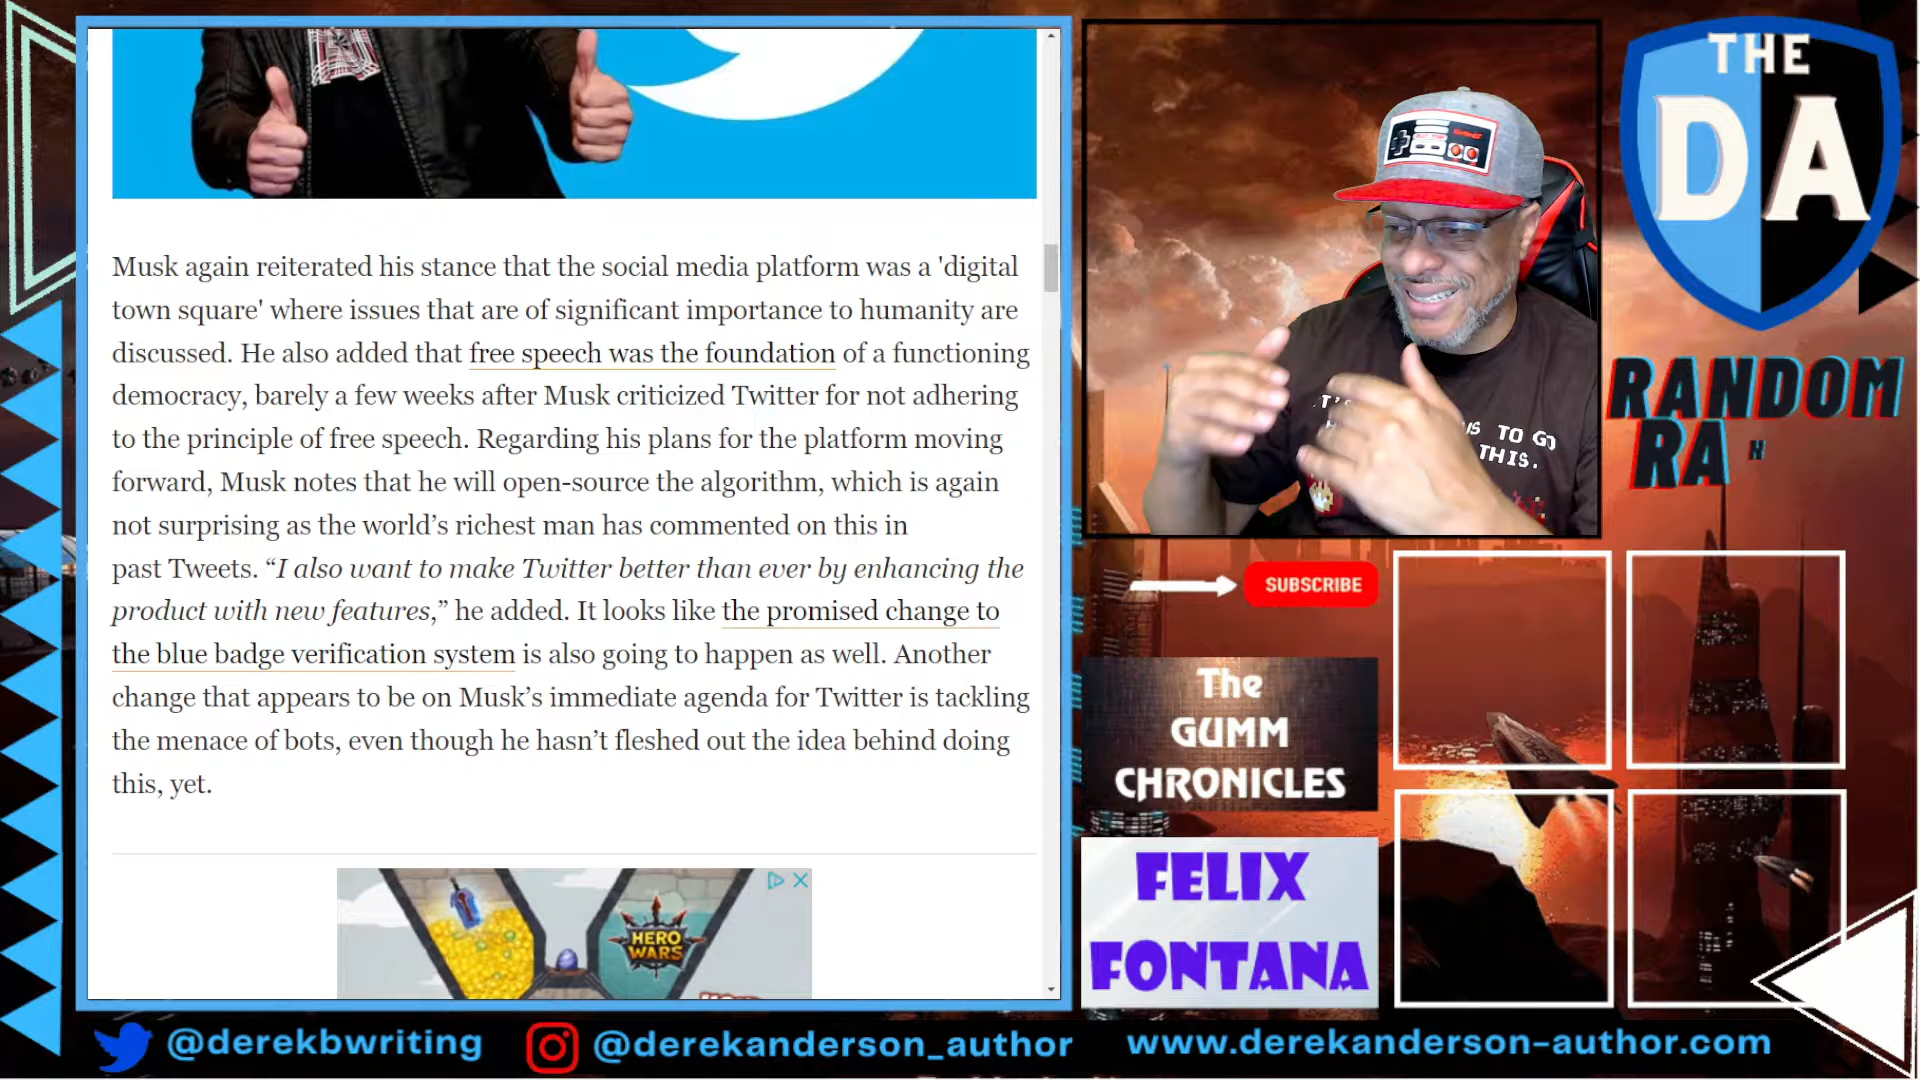 Musk again reiterated his stance that the social media platform was a 'digital
town square' where issues that are of significant importance to humanity are
discussed. He also added that free speech was the foundation of a functioning
democracy, barely a few weeks after Musk criticized Twitter for not adhering
to the principle of free speech. Regarding his plans for the platform moving
forward, Musk notes that he will open-source the algorithm, which is again
not surprising as the world’s richest man has commented on this in
past Tweets. “I also want to make Twitter better than ever by enhancing the
product with new features,” he added. It looks like the promised change to
the blue badge verification system is also going to happen as well. Another
change that appears to be on Musk’s immediate agenda for Twitter is tackling
the menace of bots, even though he hasn’t fleshed out the idea behind doing
this, yet.
HERO
WARS
US TO GO
THIS.
THE
DA
RANDOM
RA
SUBSCRIBE
The
GUMM
CHRONICLES
FELIX
FONTANA
@derekbwriting
@derekanderson_author
www.derekanderson-author.com